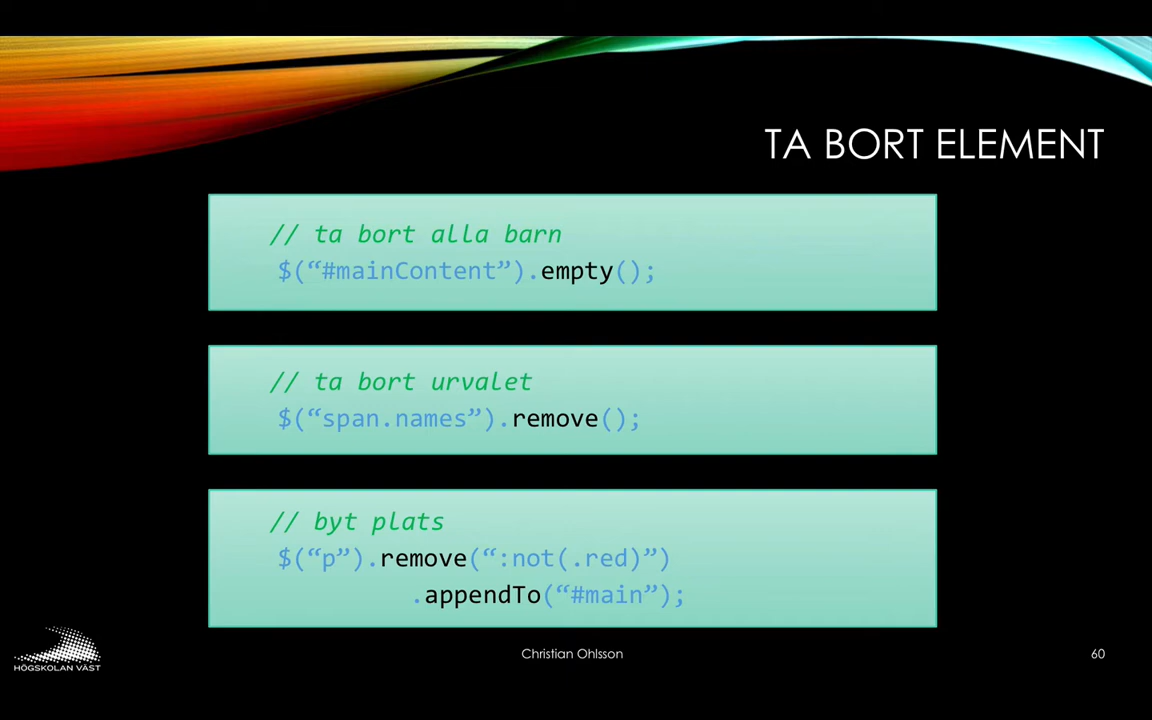 TA BORT ELEMENT
// ta bort alla barn
$(“#mainContent”).empty();
// ta bort urvalet
$(“span.names”).remove();
// byt plats
$(“p”).remove(“:not(.red)”)
.appendTo(“#main”);
HÖGSKOLAN VÄST
Christian Ohlsson
60